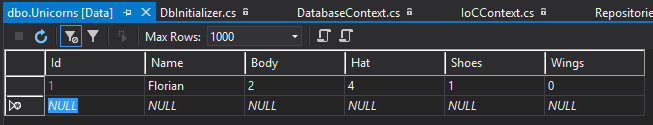 dbo.Unicorns [Data] DbInitializer.cs DatabaseContext.cs IoCContext.cs Repositorie
Max Rows: 1000
Id Name Body Hat Shoes Wings
1 Florian 2 4 1 0
NULL NULL NULL NULL NULL NULL